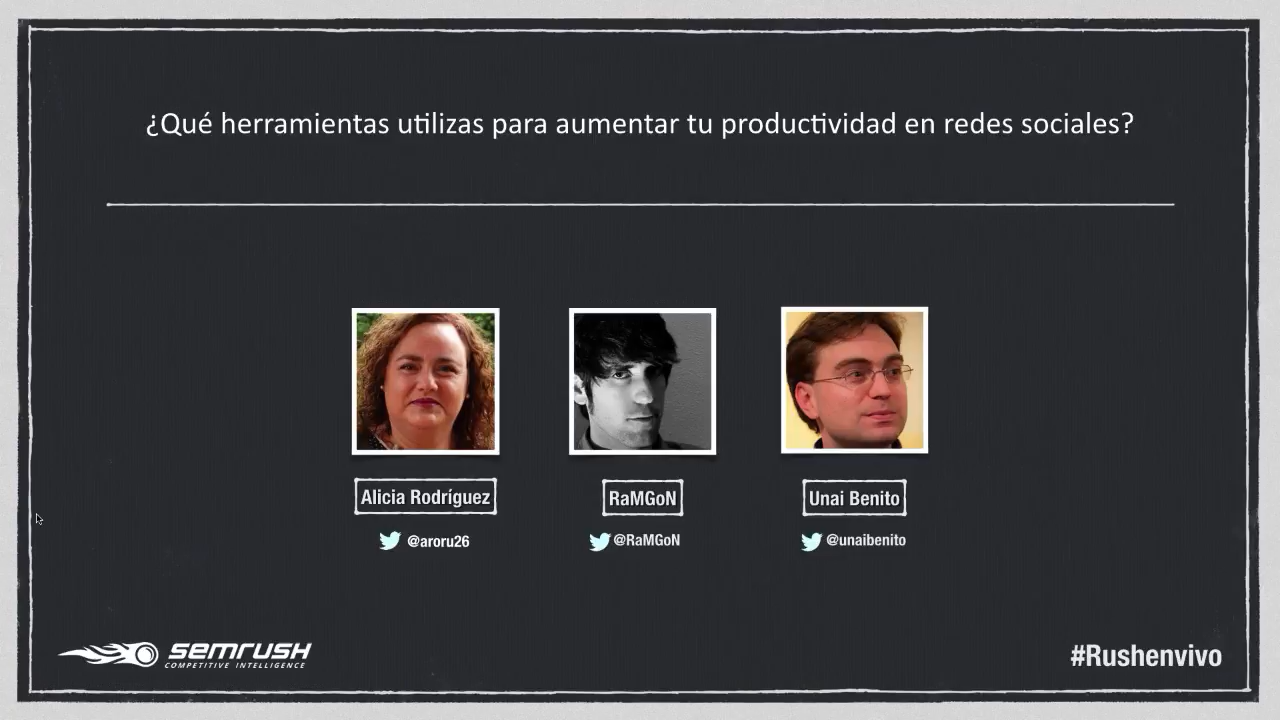 ¿Qué herramientas utilizas para aumentar tu productividad en redes sociales?
Alicia Rodríguez
RaMGoN
Unai Benito
@aroru26
@RaMGoN
@unaibenito
SEMRUSH
COMPETITIVE INTELLIGENCE
#Rushenvivo